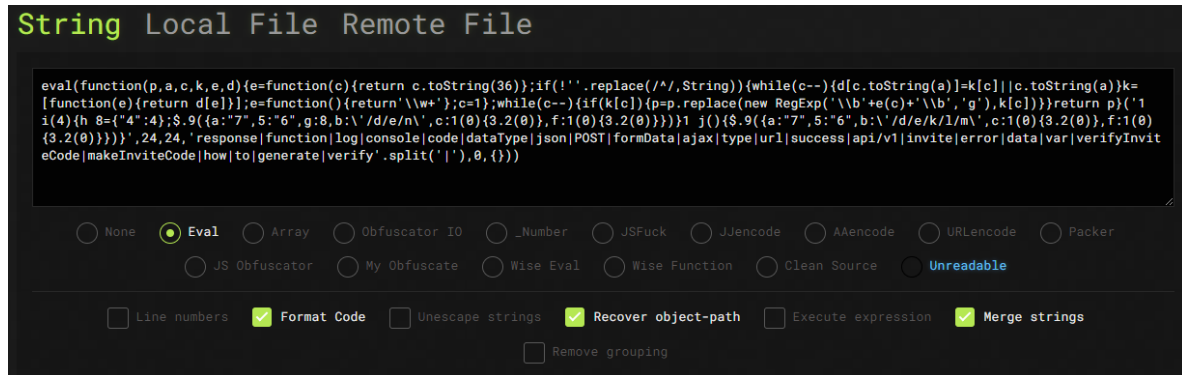 String Local File Remote File
eval(function(p,a,c,k,e,d){e=function(c){return c.toString(36)};if(!''.replace(/^/,String)){while(c--){d[c.toString(a)]=k[c]||c.toString(a)}k=
[function(e){return d[e]}];e=function(){return'\\w+'};c=1};while(c--){if(k[c]){p=p.replace(new RegExp('\\b'+e(c)+'\\b','g'),k[c])}}return p}('1
i(4){h 8={"4":4};$.9({a:"7",5:"6",g:8,b:\'/d/e/n\',c:1(0){3.2(0)},f:1(0){3.2(0)}})}1 j(){$.9({a:"7",5:"6",b:\'/d/e/k/l/m\',c:1(0){3.2(0)},f:1(0)
{3.2(0)}})}',24,24,'response|function|log|console|code|dataType|json|POST|formData|ajax|type|url|success|api/v1|invite|error|data|var|verifyInvit
eCode|makeInviteCode|how|to|generate|verify'.split('|'),0,{}))
None Eval Array Obfuscator IO _Number JSFuck JJencode AAencode URLencode Packer
JS Obfuscator My Obfuscate Wise Eval Wise Function Clean Source Unreadable
Line numbers Format Code Unescape strings Recover object-path Execute expression Merge strings
Remove grouping